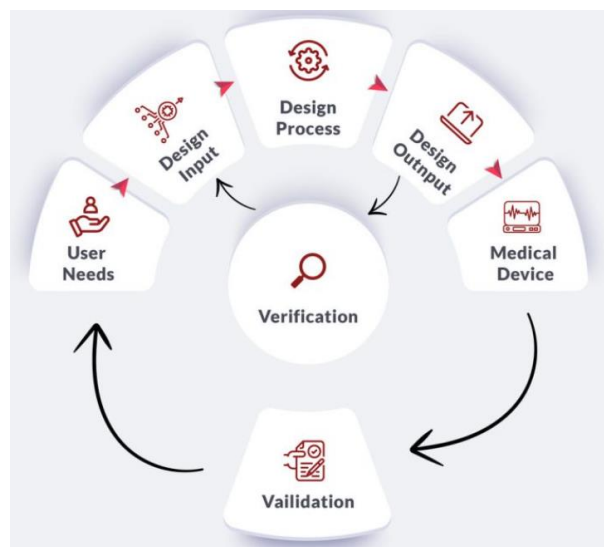 User
Needs
Design
Input
Design
Process
Design
Outnput
Medical
Device
Verification
Vailidation